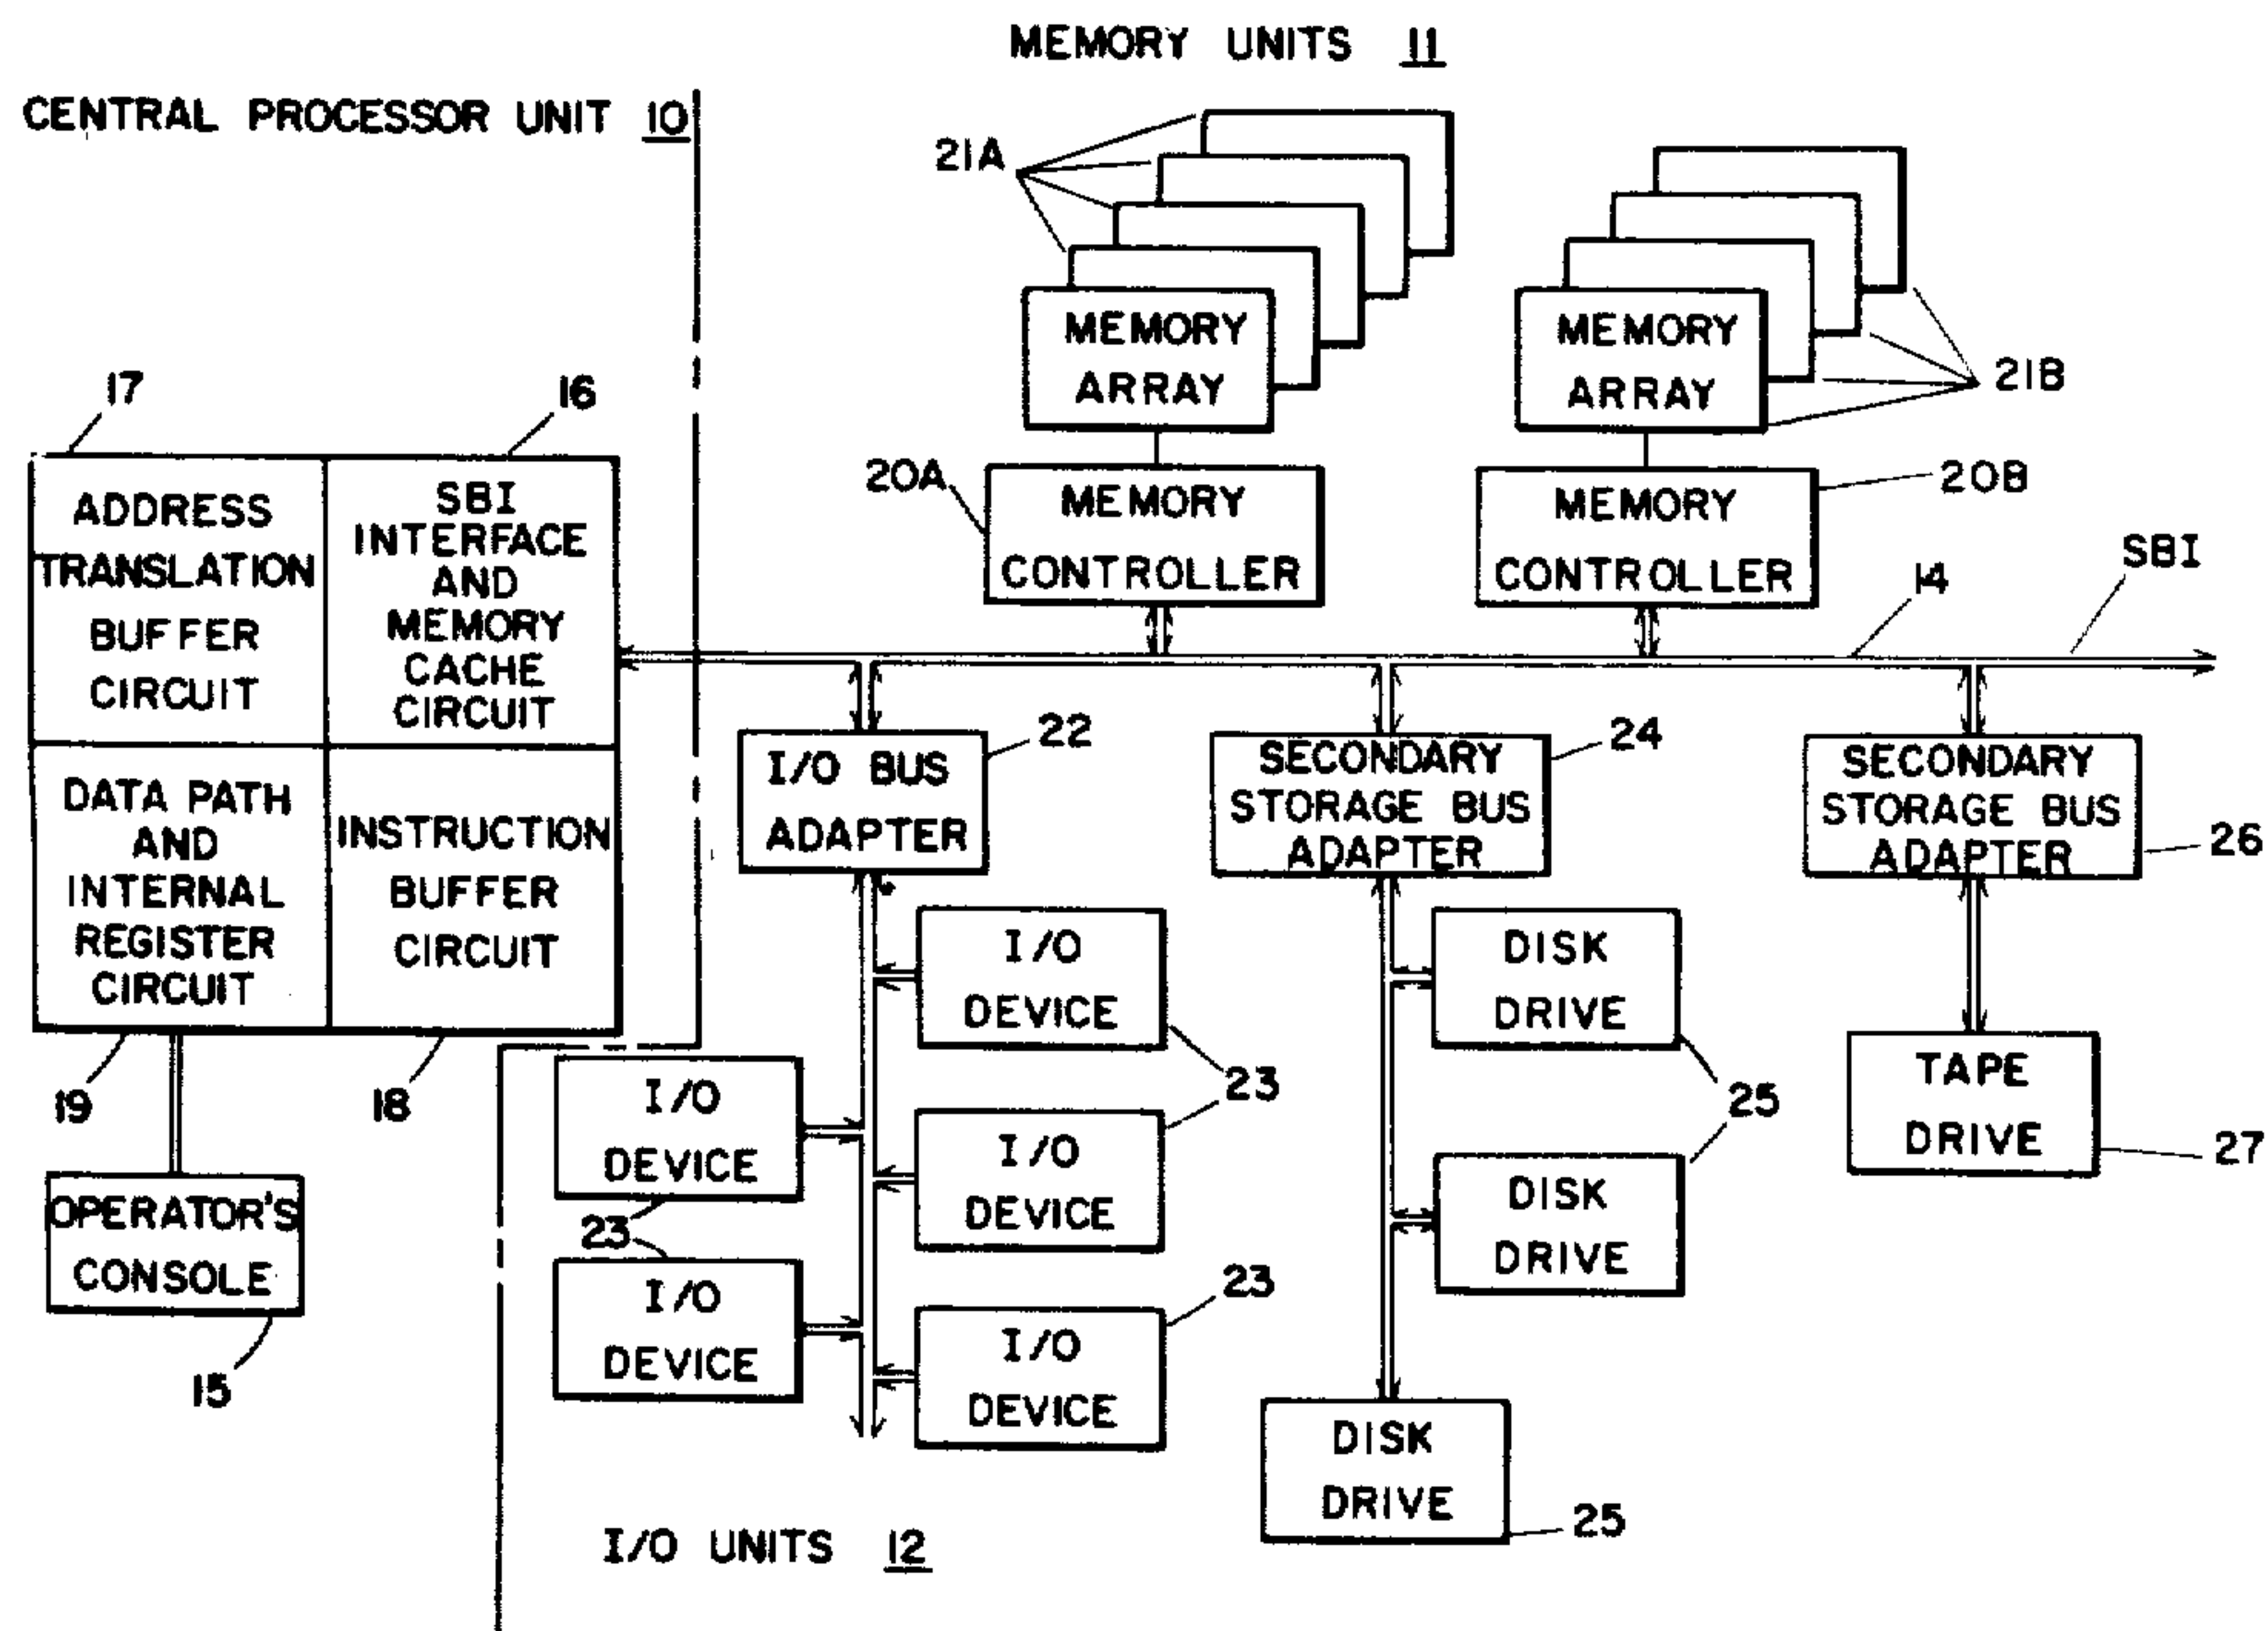 MEMORY UNITS 11
CENTRAL PROCESSOR UNIT 10
21A
MEMORY
ARRAY
MEMORY
ARRAY
21B
17
16
20A
MEMORY
CONTROLLER
MEMORY
CONTROLLER
20B
14
SBI
ADDRESS
TRANSLATION
BUFFER
CIRCUIT
SBI
INTERFACE
AND
MEMORY
CACHE
CIRCUIT
DATA PATH
AND
INTERNAL
REGISTER
CIRCUIT
INSTRUCTION
BUFFER
CIRCUIT
19
18
OPERATOR'S
CONSOLE
15
I/O BUS
ADAPTER
22
SECONDARY
STORAGE BUS
ADAPTER
24
SECONDARY
STORAGE BUS
ADAPTER
26
I/O
DEVICE
I/O
DEVICE
23
I/O
DEVICE
23
I/O
DEVICE
I/O
DEVICE
23
DISK
DRIVE
25
DISK
DRIVE
DISK
DRIVE
25
TAPE
DRIVE
27
I/O UNITS 12